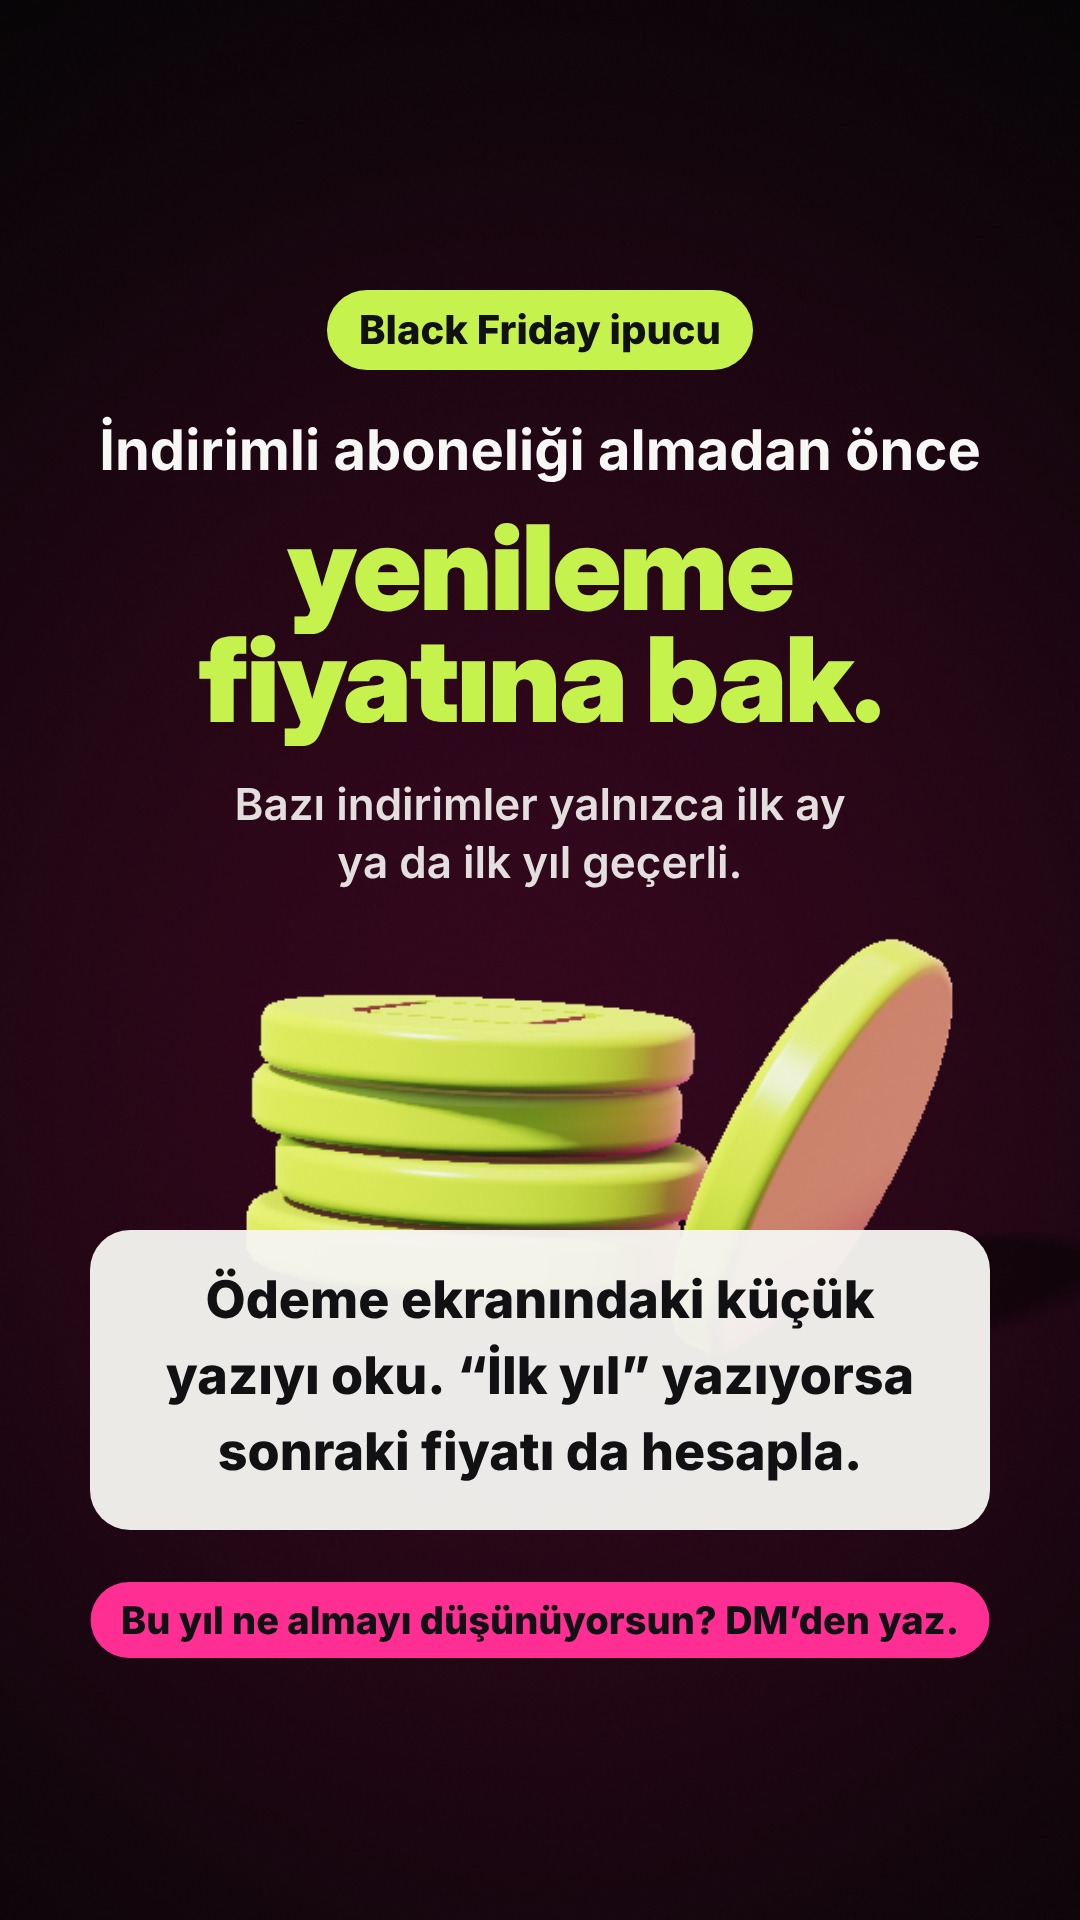 Black Friday ipucu
İndirimli aboneliği almadan önce
yenileme
fiyatına bak.
Bazı indirimler yalnızca ilk ay
ya da ilk yıl geçerli.
Ödeme ekranındaki küçük
yazıyı oku. “İlk yıl” yazıyorsa
sonraki fiyatı da hesapla.
Bu yıl ne almayı düşünüyorsun? DM’den yaz.